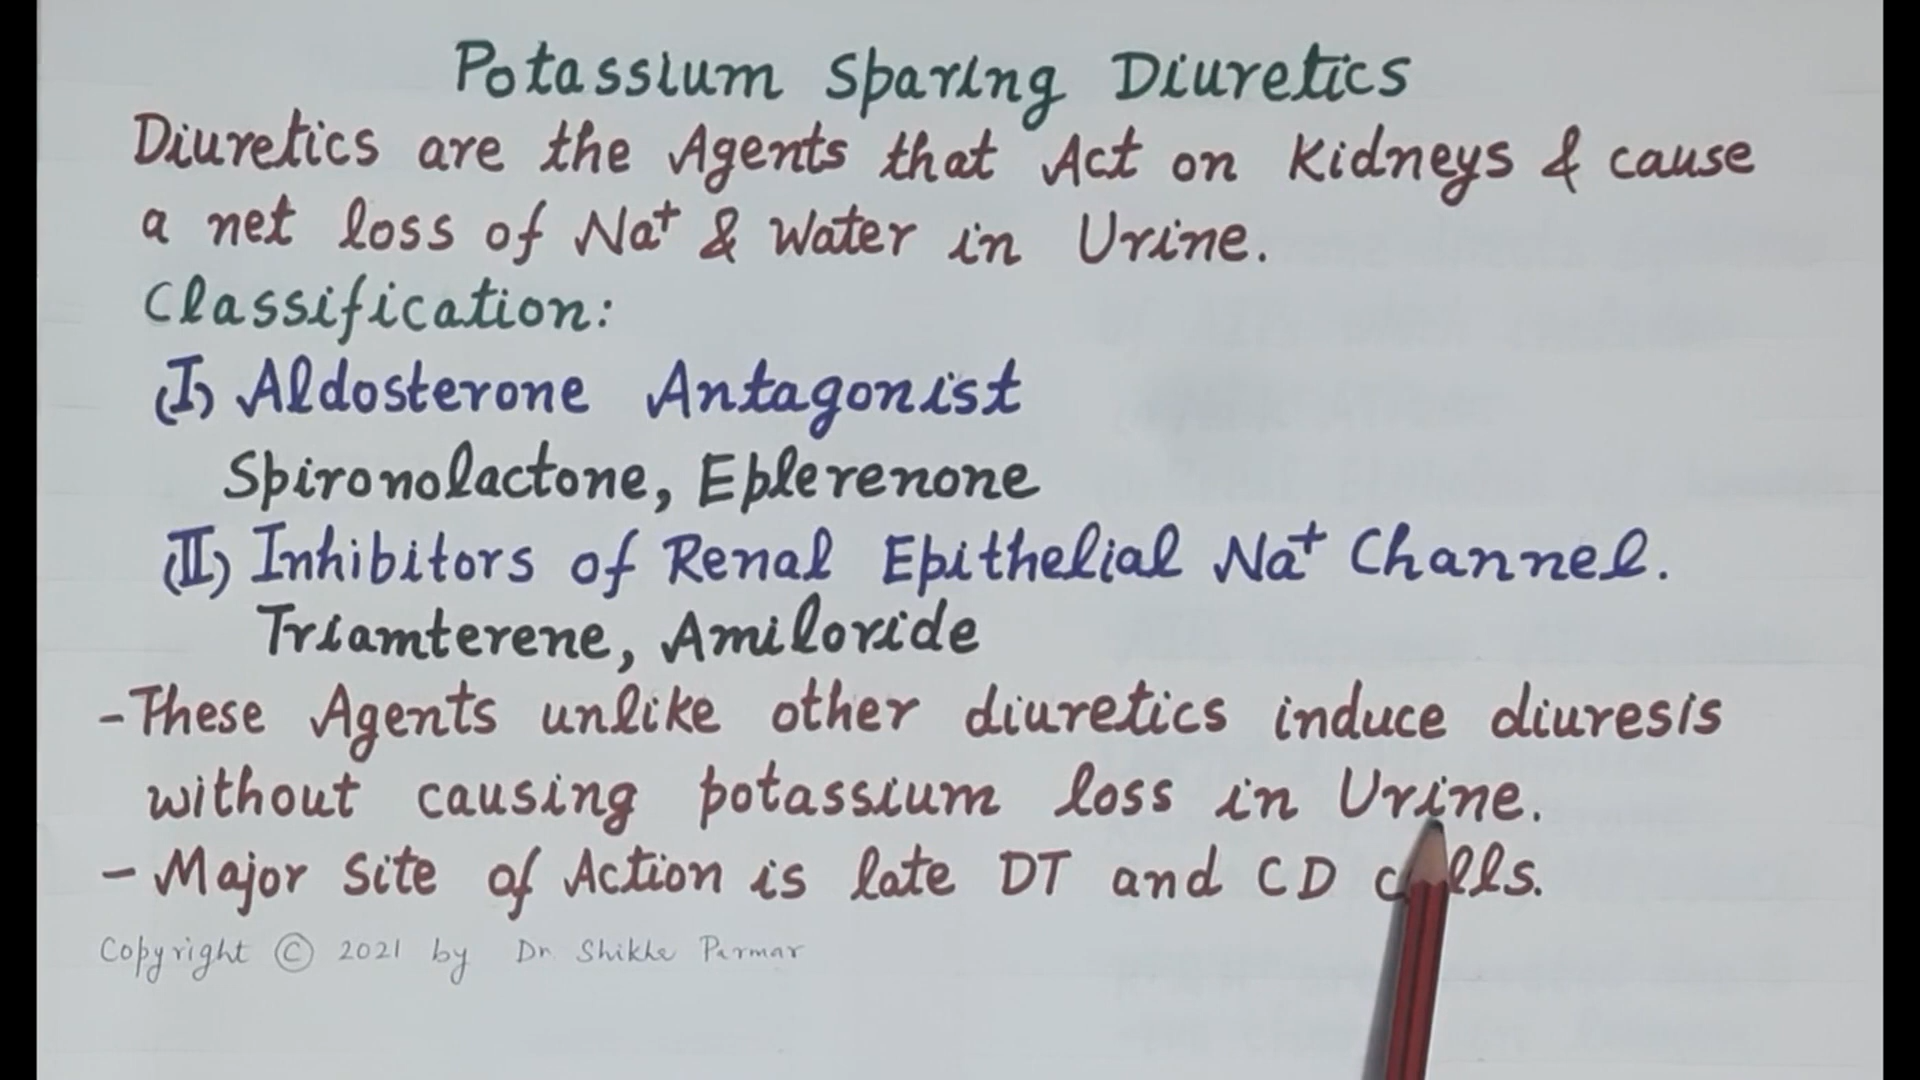 Potassium Sparing Diuretics
Diuretics are the Agents that Act on Kidneys & cause
a net loss of Na+ & Water in Urine.
Classification:
(I) Aldosterone Antagonist
Spironolactone, Eplerenone
(II) Inhibitors of Renal Epithelial Na+ Channel.
Triamterene, Amiloride
- These Agents unlike other diuretics induce diuresis
without causing potassium loss in Urine.
- Major Site of Action is late DT and CD cells.
Copyright © 2021 by Dr Shikha Parmar